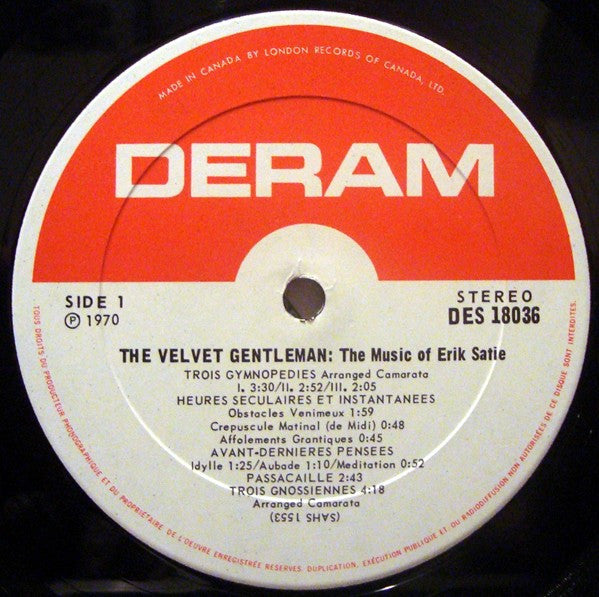 MADE IN CANADA BY LONDON RECORDS OF CANADA, LTD.
DERAM
SIDE 1
Ⓟ 1970
STEREO
DES 18036
THE VELVET GENTLEMAN: The Music of Erik Satie
TROIS GYMNOPEDIES Arranged Camarata
I. 3:30/II. 2:52/III. 2:05
HEURES SECULAIRES ET INSTANTANEES
Obstacles Venimeux 1:59
Crepuscule Matinal (de Midi) 0:48
Affolements Grantiques 0:45
AVANT-DERNIERES PENSEES
Idylle 1:25/Aubade 1:10/Meditation 0:52
PASSACAILLE 2:43
TROIS GNOSSIENNES 4:18
Arranged Camarata
(SAHS 1553)
TOUS DROITS DU PRODUCTEUR PHONOGRAPHIQUE ET DU PROPRIETAIRE DE L'OEUVRE ENREGISTRÉE RESERVES. DUPLICATION, EXÉCUTION PUBLIQUE ET/OU RADIODIFFUSION NON AUTORISÉES DE CE DISQUE SONT INTERDITES.